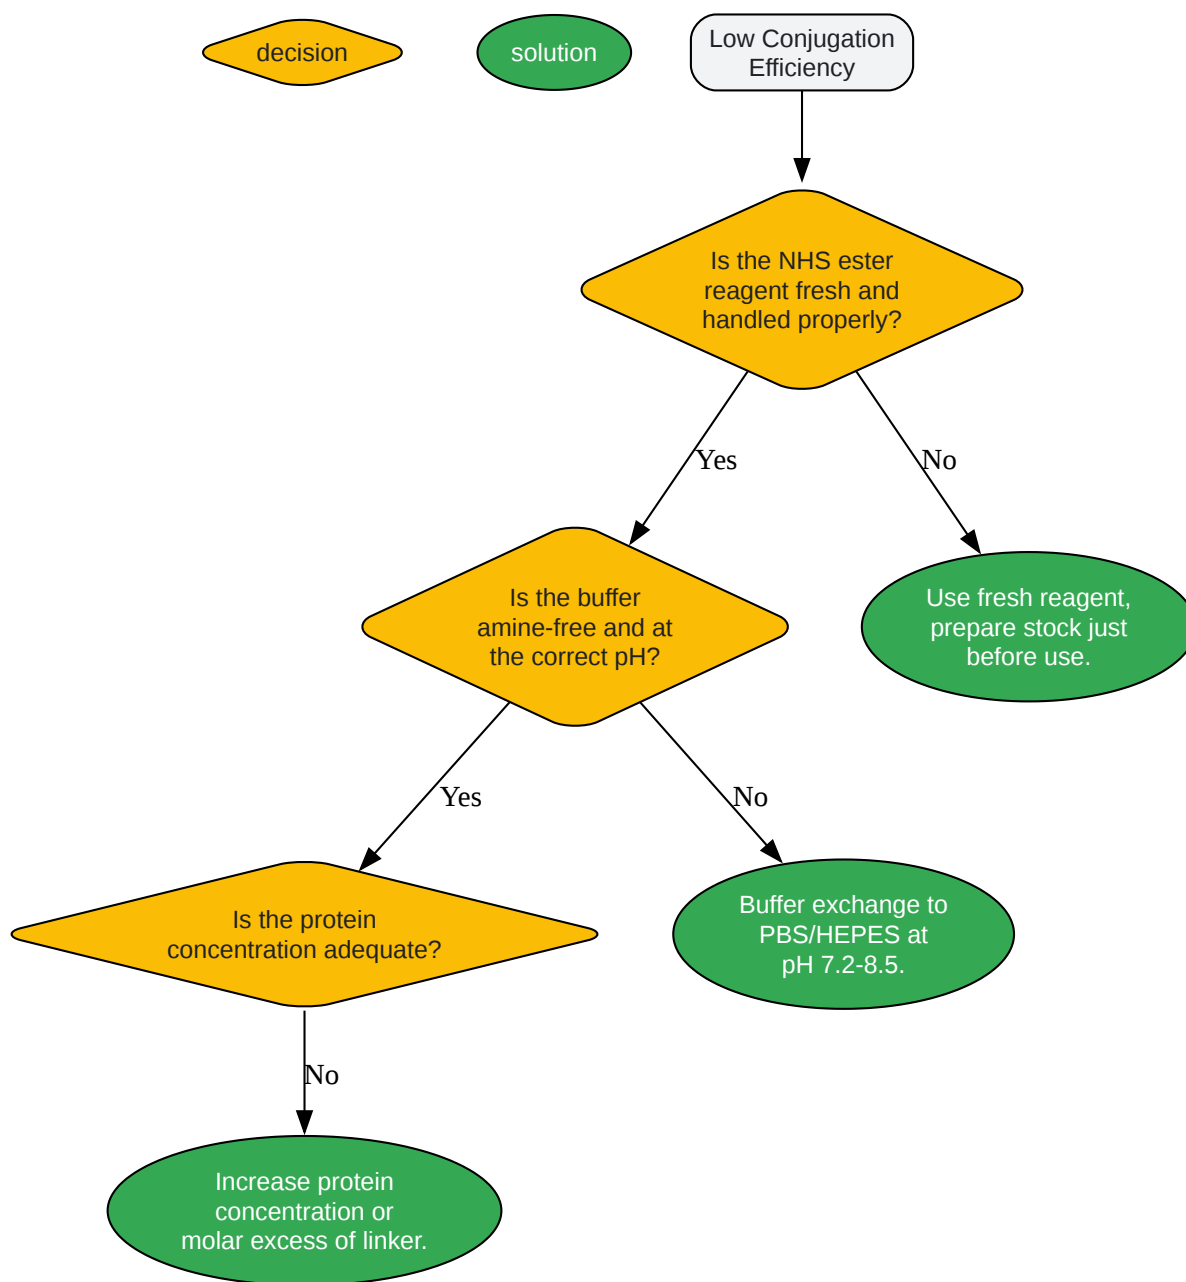 decision
solution
Low Conjugation
Efficiency
Is the NHS ester
reagent fresh and
handled properly?
Yes
No
Is the buffer
amine-free and at
the correct pH?
Use fresh reagent,
prepare stock just
before use.
Yes
No
Is the protein
concentration adequate?
Buffer exchange to
PBS/HEPES at
pH 7.2-8.5.
No
Increase protein
concentration or
molar excess of linker.